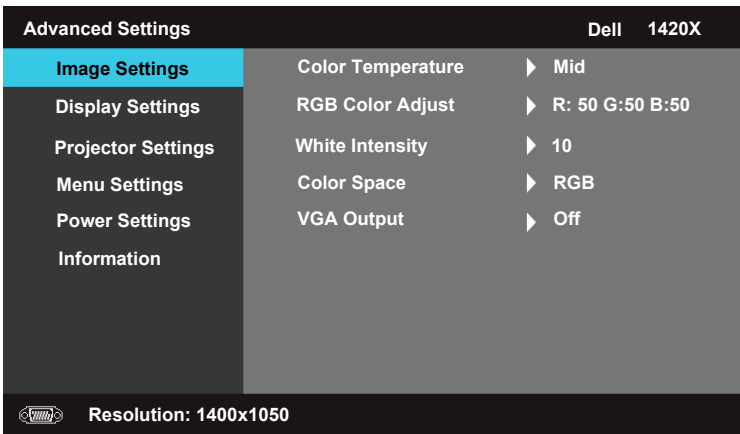 Advanced Settings Dell 1420X
Image Settings Color Temperature Mid
Display Settings RGB Color Adjust R: 50 G:50 B:50
Projector Settings White Intensity 10
Menu Settings Color Space RGB
Power Settings VGA Output Off
Information
Resolution: 1400x1050